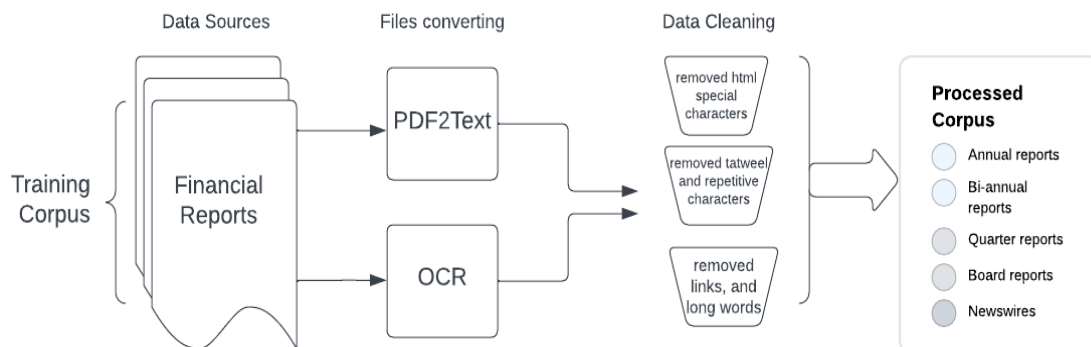 Data Sources
Files converting
Data Cleaning
Training
Corpus
Financial
Reports
PDF2Text
OCR
removed html
special
characters
removed tatweel
and repetitive
characters
removed
links, and
long words
Processed
Corpus
Annual reports
Bi-annual
reports
Quarter reports
Board reports
Newswires